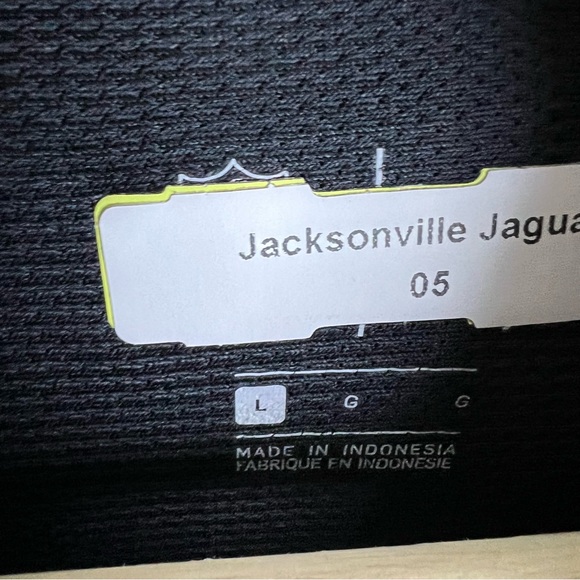 Jacksonville Jagua
05
L G G
MADE IN INDONESIA
FABRIQUE EN INDONESIE